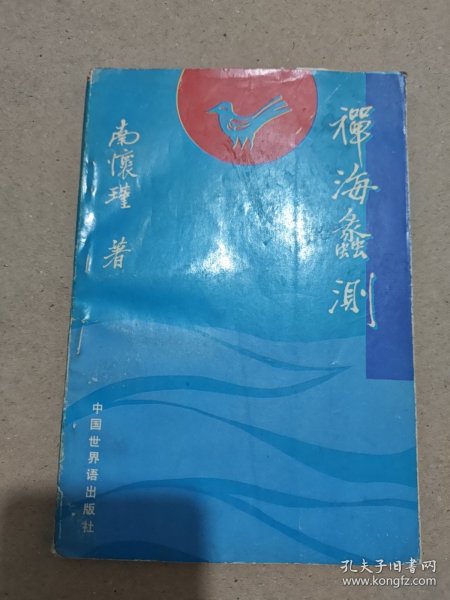 禪海蠡測
南懷瑾 著
中国世界语出版社
孔夫子旧书网
www.kongfz.com